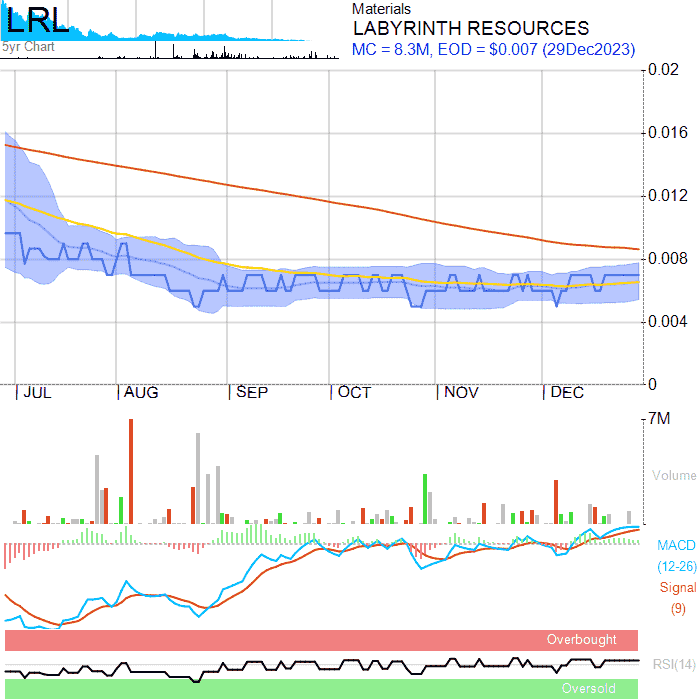 LRL
5yr Chart
Materials
LABYRINTH RESOURCES
MC = 8.3M, EOD = $0.007 (29Dec2023)
0.02
0.016
0.012
0.008
0.004
0
JUL AUG SEP OCT NOV DEC
7M
Volume
MACD
(12-26)
Signal
(9)
Overbought
RSI(14)
Oversold